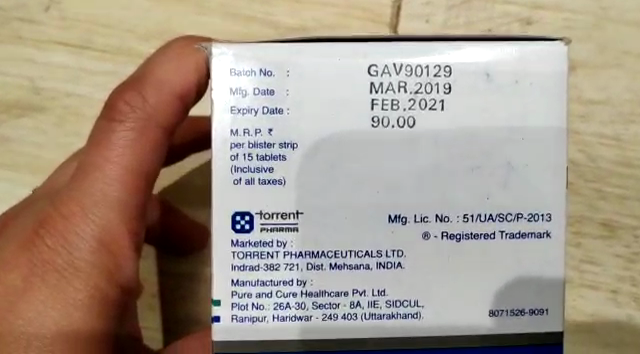 Batch No. : GAV90129
Mfg. Date : MAR.2019
Expiry Date : FEB.2021
M.R.P. ₹ 90.00
per blister strip
of 15 tablets
(Inclusive
of all taxes)
torrent
PHARMA
Mfg. Lic. No. : 51/UA/SC/P-2013
® - Registered Trademark
Marketed by :
TORRENT PHARMACEUTICALS LTD.
Indrad-382 721, Dist. Mehsana, INDIA.
Manufactured by :
Pure and Cure Healthcare Pvt. Ltd.
Plot No.: 26A-30, Sector - 8A, IIE, SIDCUL,
Ranipur, Haridwar - 249 403 (Uttarakhand).
8071526-9091